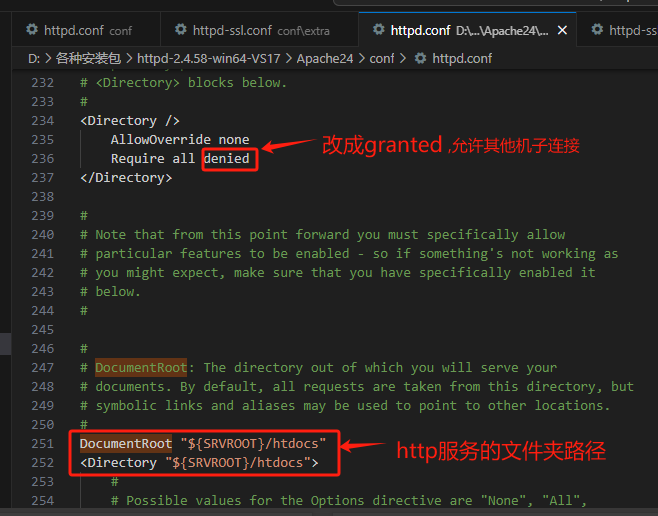 httpd.conf conf
httpd-ssl.conf conf\extra
httpd.conf D:\...\Apache24\...
httpd-ss
D: > 各种安装包 > httpd-2.4.58-win64-VS17 > Apache24 > conf > httpd.conf
232 # <Directory> blocks below.
233 #
234 <Directory />
235 AllowOverride none
236 Require all denied
改成granted ,允许其他机子连接
237 </Directory>
238
239 #
240 # Note that from this point forward you must specifically allow
241 # particular features to be enabled - so if something's not working as
242 # you might expect, make sure that you have specifically enabled it
243 # below.
244 #
245
246 #
247 # DocumentRoot: The directory out of which you will serve your
248 # documents. By default, all requests are taken from this directory, but
249 # symbolic links and aliases may be used to point to other locations.
250 #
251 DocumentRoot "${SRVROOT}/htdocs"
252 <Directory "${SRVROOT}/htdocs">
http服务的文件夹路径
253 #
254 # Possible values for the Options directive are "None", "All",